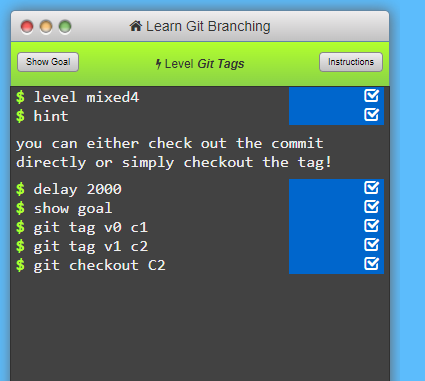 Learn Git Branching
Show Goal
Level Git Tags
Instructions
$ level mixed4
$ hint
you can either check out the commit
directly or simply checkout the tag!
$ delay 2000
$ show goal
$ git tag v0 c1
$ git tag v1 c2
$ git checkout C2